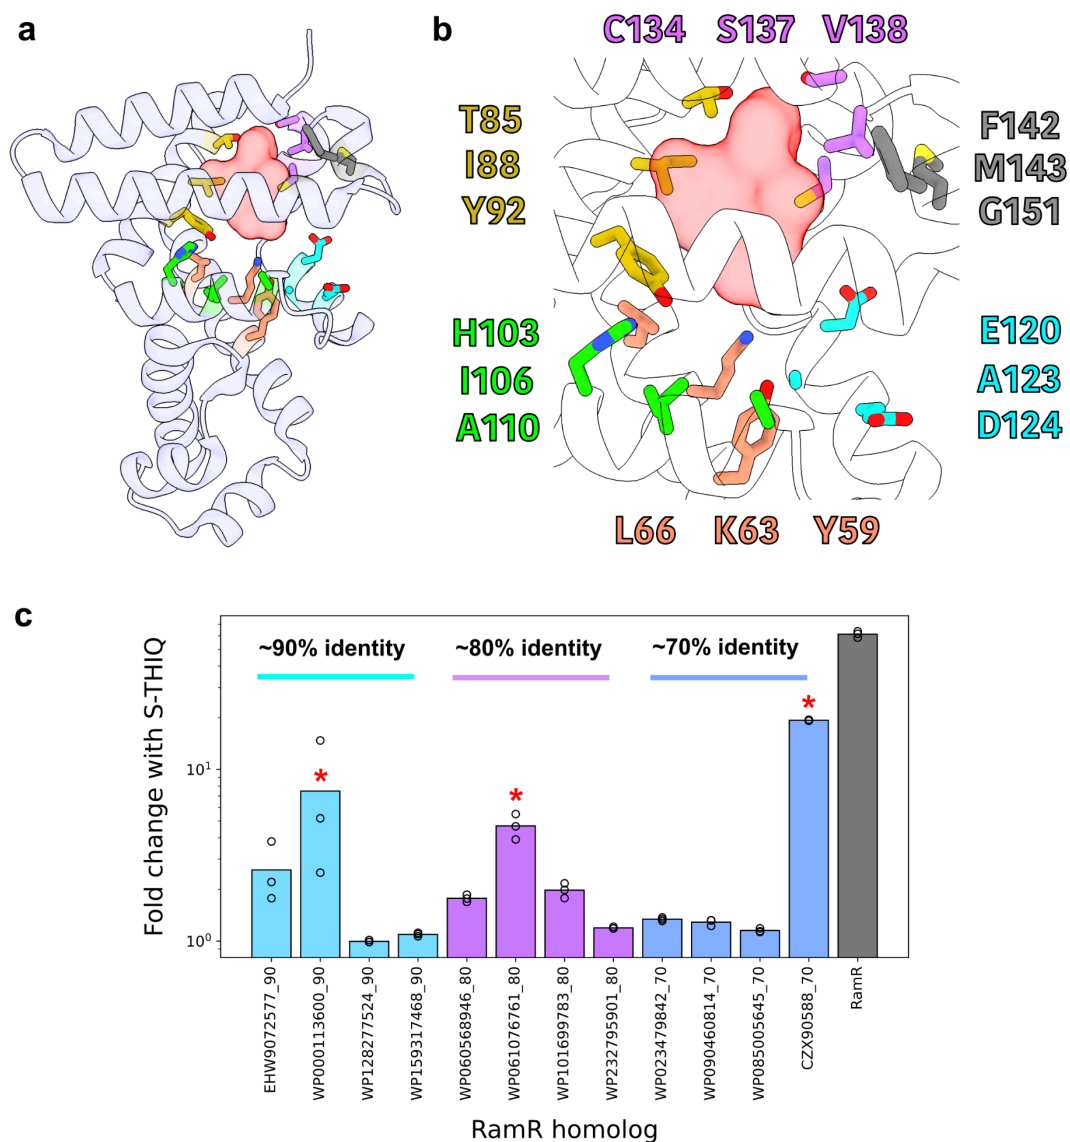 a
b
C134 S137 V138
T85
I88
Y92
F142
M143
G151
H103
I106
A110
E120
A123
D124
L66 K63 Y59
c
Fold change with S-THIQ
~90% identity
~80% identity
~70% identity
*
*
*
10¹
10⁰
EHW9072577_90
WP000113600_90
WP128277524_90
WP159317468_90
WP060568946_80
WP061076761_80
WP101699783_80
WP232795901_80
WP023479842_70
WP090460814_70
WP085005645_70
CZX90588_70
RamR
RamR homolog